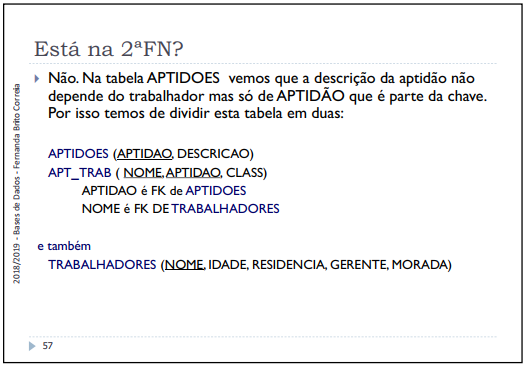 Está na 2ªFN?
Não. Na tabela APTIDOES vemos que a descrição da aptidão não
depende do trabalhador mas só de APTIDÃO que é parte da chave.
Por isso temos de dividir esta tabela em duas:
APTIDOES (APTIDAO, DESCRICAO)
APT_TRAB ( NOME, APTIDAO, CLASS)
APTIDAO é FK de APTIDOES
NOME é FK DE TRABALHADORES
e também
TRABALHADORES (NOME, IDADE, RESIDENCIA, GERENTE, MORADA)
2018/2019 - Bases de Dados - Fernanda Brito Correia
57